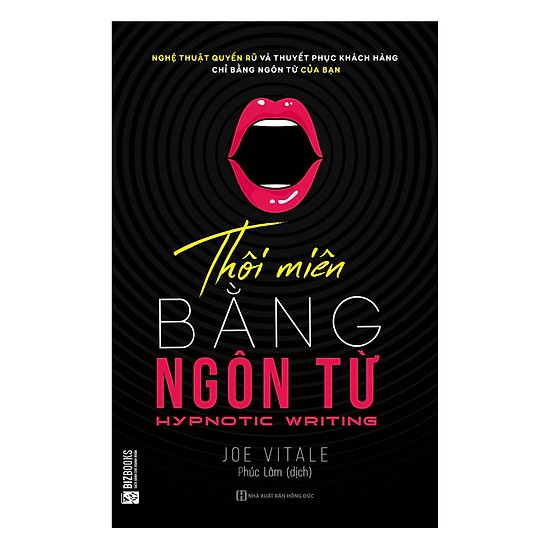 NGHỆ THUẬT QUYẾN RŨ VÀ THUYẾT PHỤC KHÁCH HÀNG
CHỈ BẰNG NGÔN TỪ CỦA BẠN
Thôi miên
BẰNG
NGÔN TỪ
HYPNOTIC WRITING
JOE VITALE
Phúc Lâm (dịch)
NHÀ XUẤT BẢN HỒNG ĐỨC
BIZBOOKS